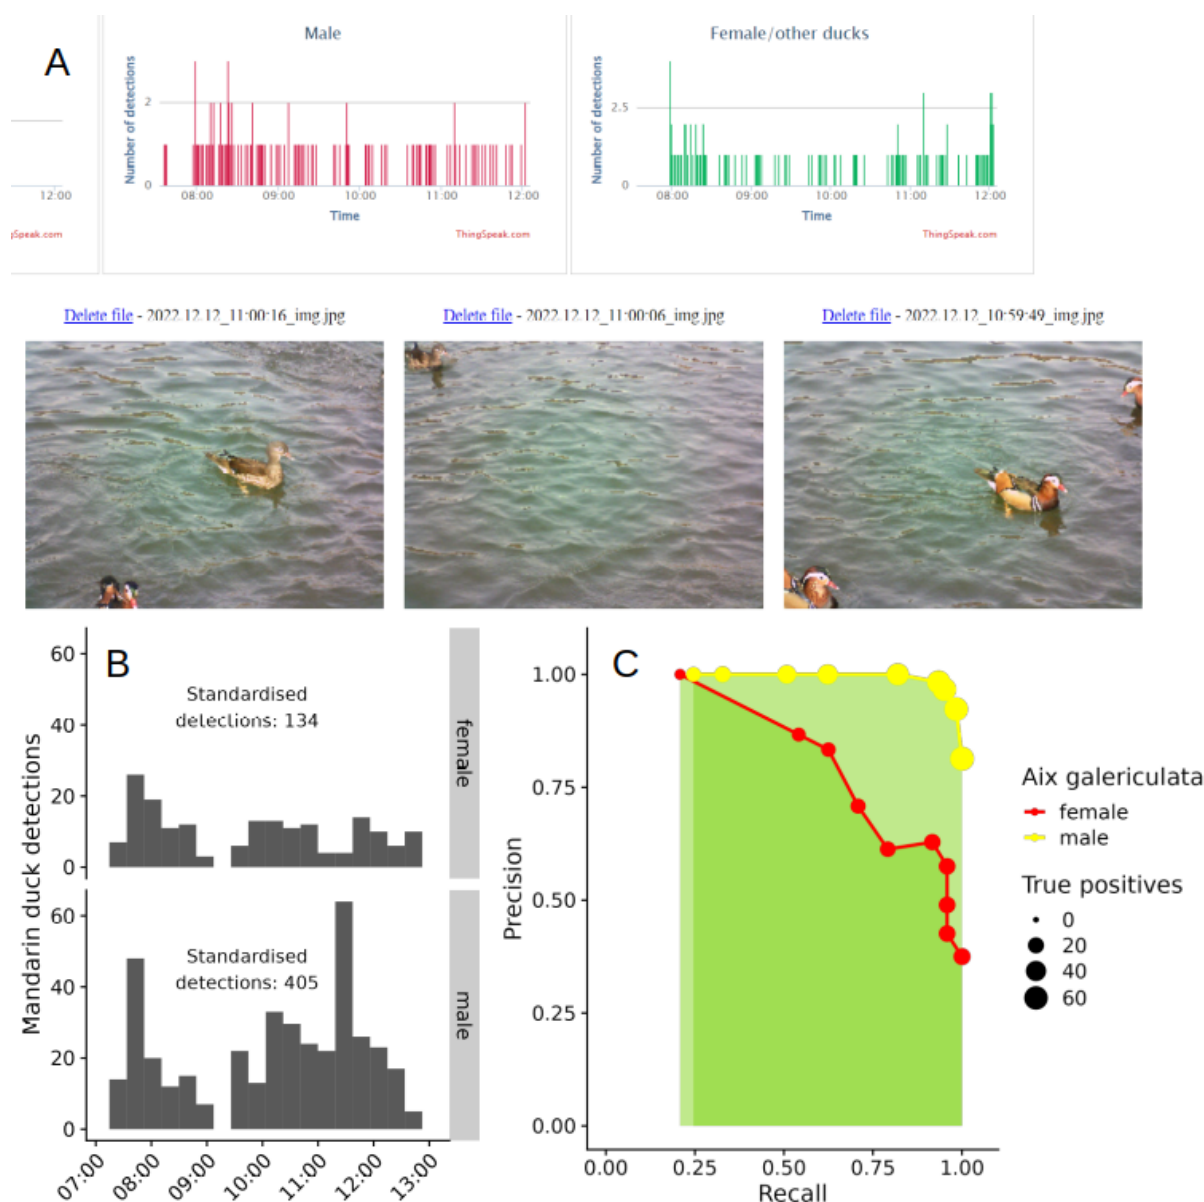 A
Male
Number of detections
2
0
08:00 09:00 10:00 11:00 12:00
Time
ThingSpeak.com
Female/other ducks
Number of detections
2.5
0
08:00 09:00 10:00 11:00 12:00
Time
ThingSpeak.com
12:00
gSpeak.com
Delete file - 2022.12.12_11:00:16_img.jpg
Delete file - 2022.12.12_11:00:06_img.jpg
Delete file - 2022.12.12_10:59:49_img.jpg
B
Mandarin duck detections
60
40
20
0
Standardised
detections: 134
female
60
40
20
0
Standardised
detections: 405
male
07:00 08:00 09:00 10:00 11:00 12:00 13:00
C
Precision
1.00
0.75
0.50
0.25
0.00
0.00 0.25 0.50 0.75 1.00
Recall
Aix galericulata
female
male
True positives
0
20
40
60